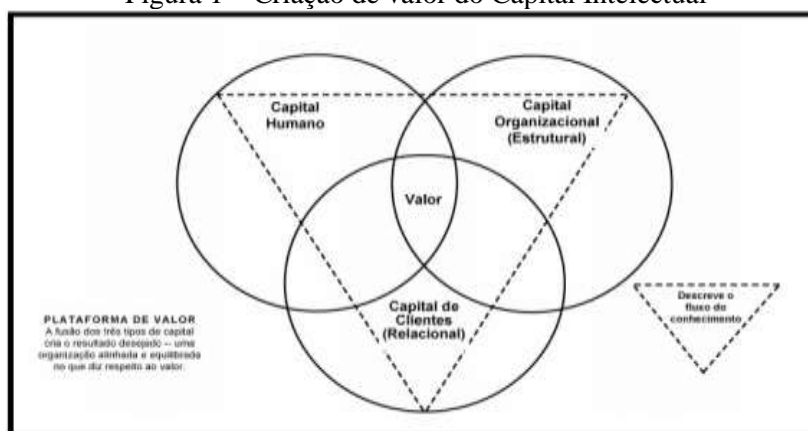 Figura 1 – Criação de valor do Capital Intelectual
Capital
Humano
Capital
Organizacional
(Estrutural)
Valor
Capital de
Clientes
(Relacional)
PLATAFORMA DE VALOR
A fusão dos três tipos de capital
cria o resultado desejado -- uma
organização alinhada e equilibrada
no que diz respeito ao valor.
Descreve o
fluxo do
conhecimento